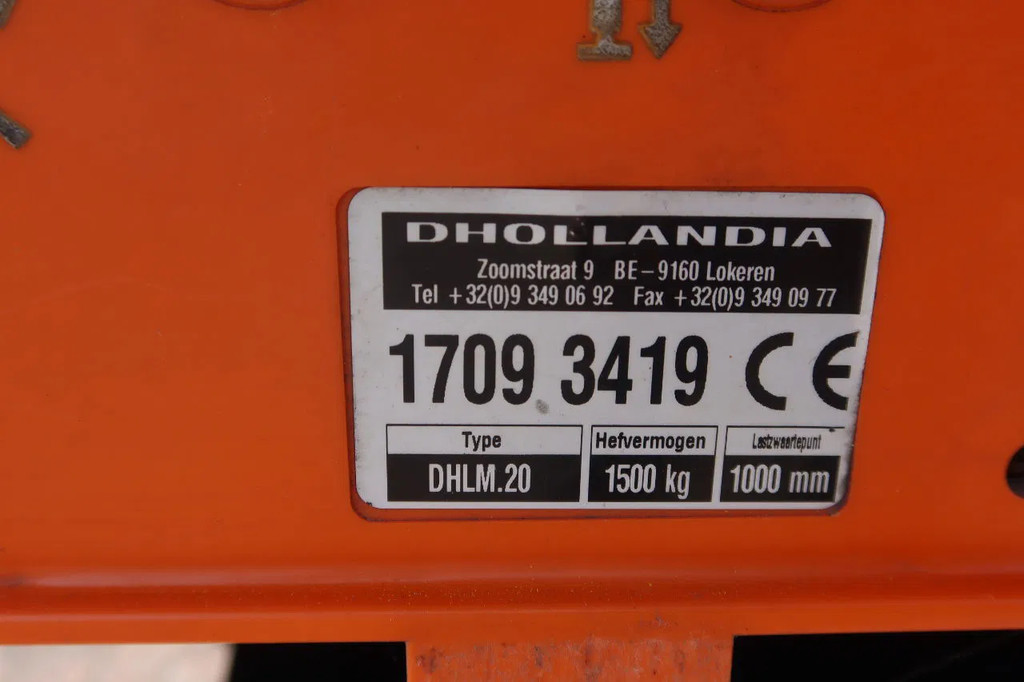 DHOLLANDIA
Zoomstraat 9 BE-9160 Lokeren
Tel +32(0)9 349 06 92 Fax +32(0)9 349 09 77
1709 3419 CE
Type Hefvermogen Lastzwaartepunt
DHLM.20 1500 kg 1000 mm